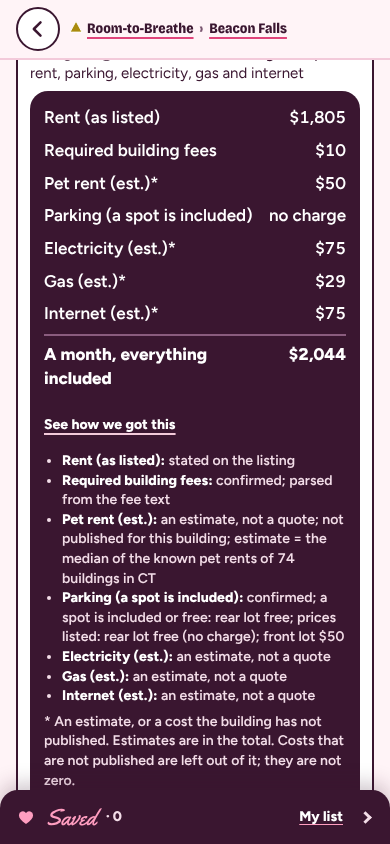 Room-to-Breathe › Beacon Falls
rent, parking, electricity, gas and internet
Rent (as listed) $1,805
Required building fees $10
Pet rent (est.)* $50
Parking (a spot is included) no charge
Electricity (est.)* $75
Gas (est.)* $29
Internet (est.)* $75
A month, everything $2,044
included
See how we got this
• Rent (as listed): stated on the listing
• Required building fees: confirmed; parsed
from the fee text
• Pet rent (est.): an estimate, not a quote; not
published for this building; estimate = the
median of the known pet rents of 74
buildings in CT
• Parking (a spot is included): confirmed; a
spot is included or free: rear lot free; prices
listed: rear lot free (no charge); front lot $50
• Electricity (est.): an estimate, not a quote
• Gas (est.): an estimate, not a quote
• Internet (est.): an estimate, not a quote
* An estimate, or a cost the building has not
published. Estimates are in the total. Costs that
are not published are left out of it; they are not
zero.
Saved · 0 My list